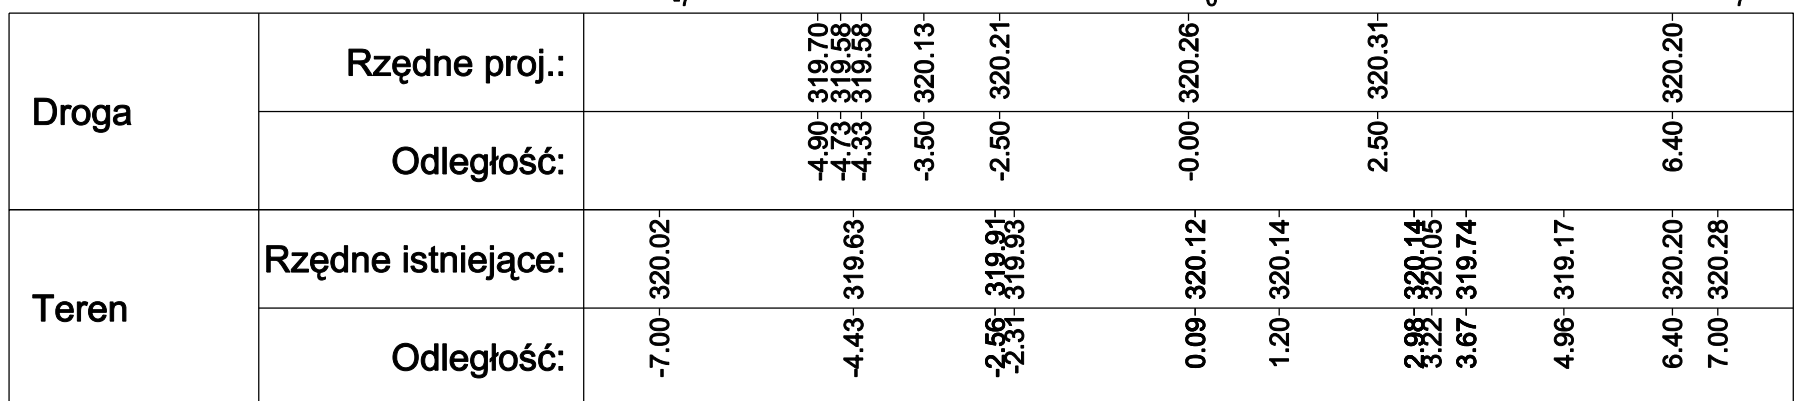 -7 0 7
Droga
Rzędne proj.: 319.70 319.58 319.58 320.13 320.21 320.26 320.31 320.20
Odległość: -4.90 -4.73 -4.33 -3.50 -2.50 -0.00 2.50 6.40
Teren
Rzędne istniejące: 320.02 319.63 319.91 319.93 320.12 320.14 320.14 320.05 319.74 319.17 320.20 320.28
Odległość: -7.00 -4.43 -2.56 -2.31 0.09 1.20 2.98 3.22 3.67 4.96 6.40 7.00